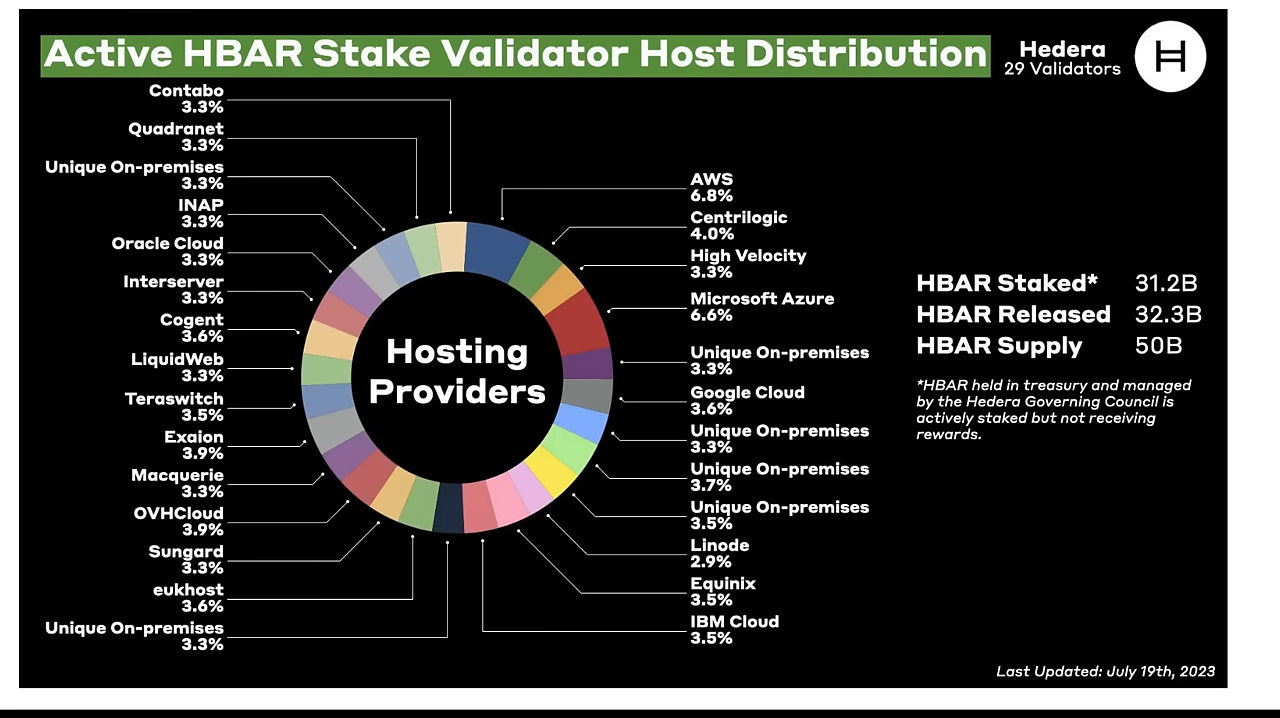 Active HBAR Stake Validator Host Distribution
Hedera
29 Validators
H
Contabo
3.3%
Quadranet
3.3%
Unique On-premises
3.3%
INAP
3.3%
Oracle Cloud
3.3%
Interserver
3.3%
Cogent
3.6%
LiquidWeb
3.3%
Teraswitch
3.5%
Exaion
3.9%
Macquerie
3.3%
OVHCloud
3.9%
Sungard
3.3%
eukhost
3.6%
Unique On-premises
3.3%
Hosting
Providers
AWS
6.8%
Centrilogic
4.0%
High Velocity
3.3%
Microsoft Azure
6.6%
Unique On-premises
3.3%
Google Cloud
3.6%
Unique On-premises
3.3%
Unique On-premises
3.7%
Unique On-premises
3.5%
Linode
2.9%
Equinix
3.5%
IBM Cloud
3.5%
HBAR Staked* 31.2B
HBAR Released 32.3B
HBAR Supply 50B
*HBAR held in treasury and managed
by the Hedera Governing Council is
actively staked but not receiving
rewards.
Last Updated: July 19th, 2023